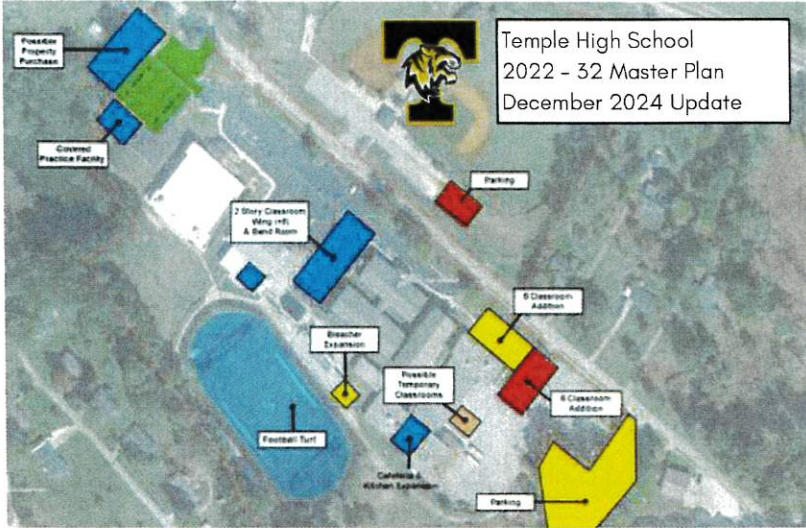 Temple High School
2022 - 32 Master Plan
December 2024 Update
T
Possible
Property
Purchase
Covered
Practice Facility
Parking
2 Story Classroom
Wing
& Band Room
6 Classroom
Addition
Bleacher
Expansion
Possible
Temporary
Classrooms
6 Classroom
Addition
Football Turf
Cafeteria &
Kitchen Expansion
Parking